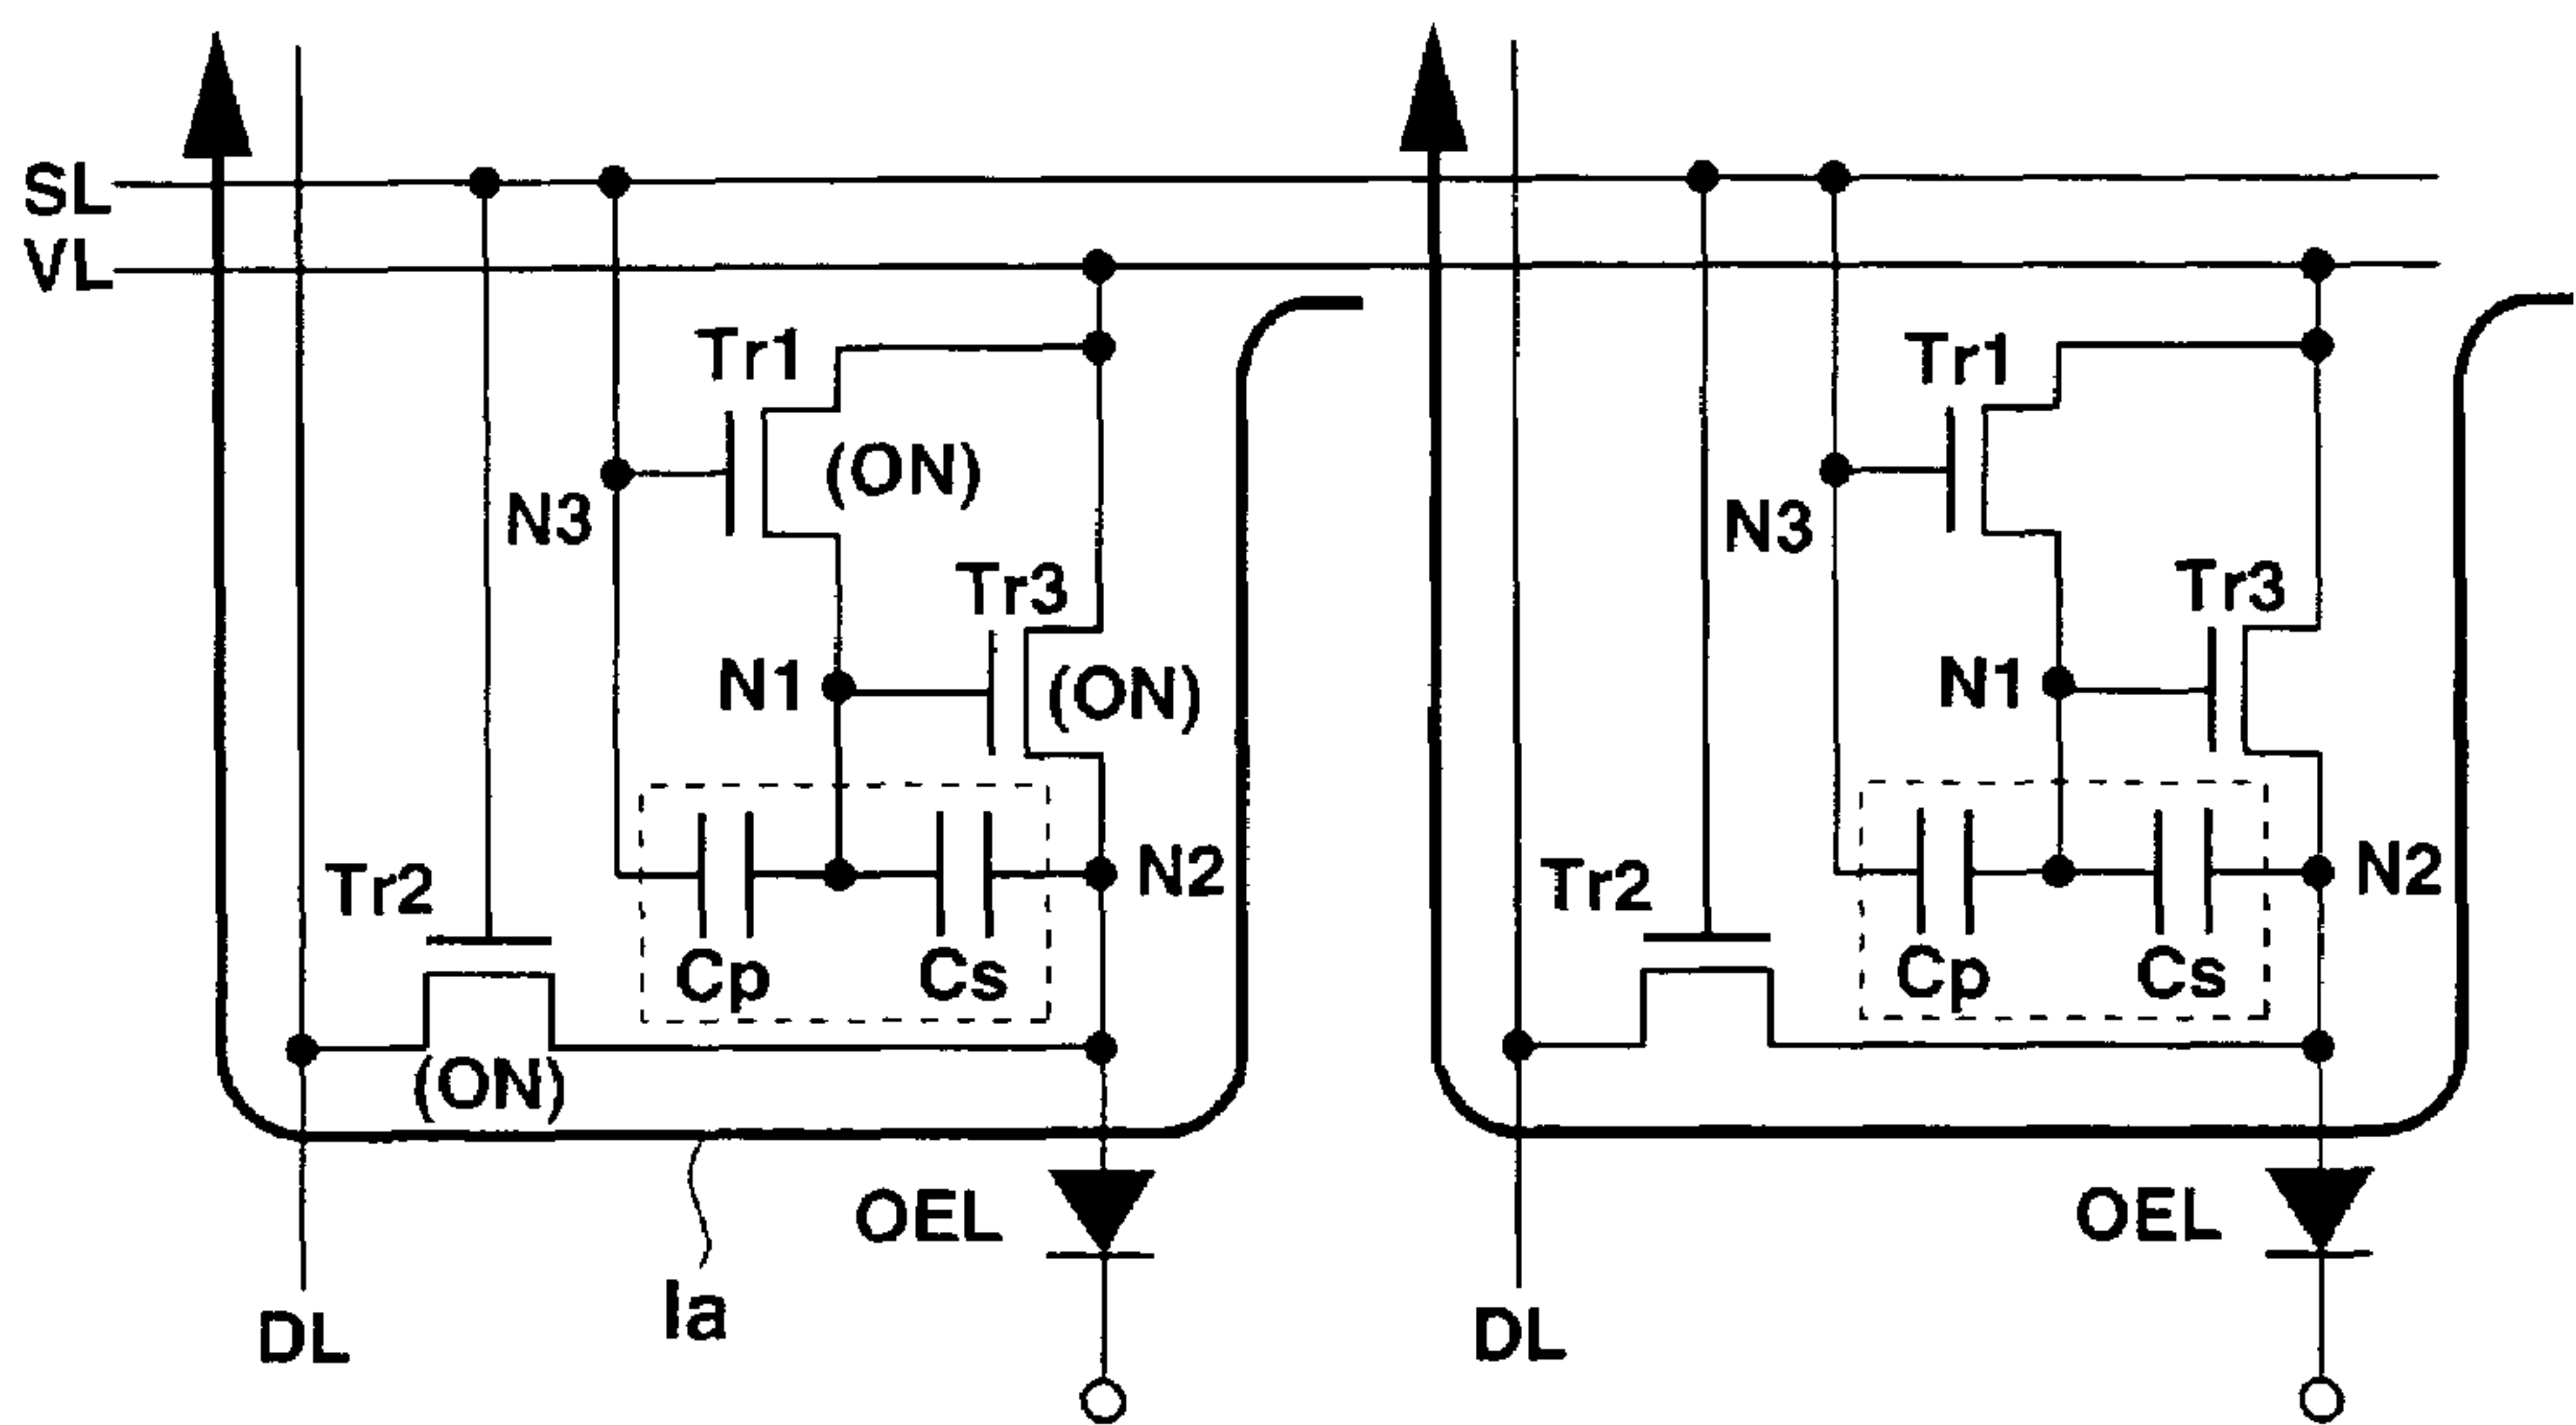 SL
VL
Tr1
Tr1
(ON)
N3
N3
Tr3
Tr3
N1
(ON)
N1
Tr2
N2
Tr2
N2
Cp
Cs
Cp
Cs
(ON)
OEL
OEL
Ia
DL
DL